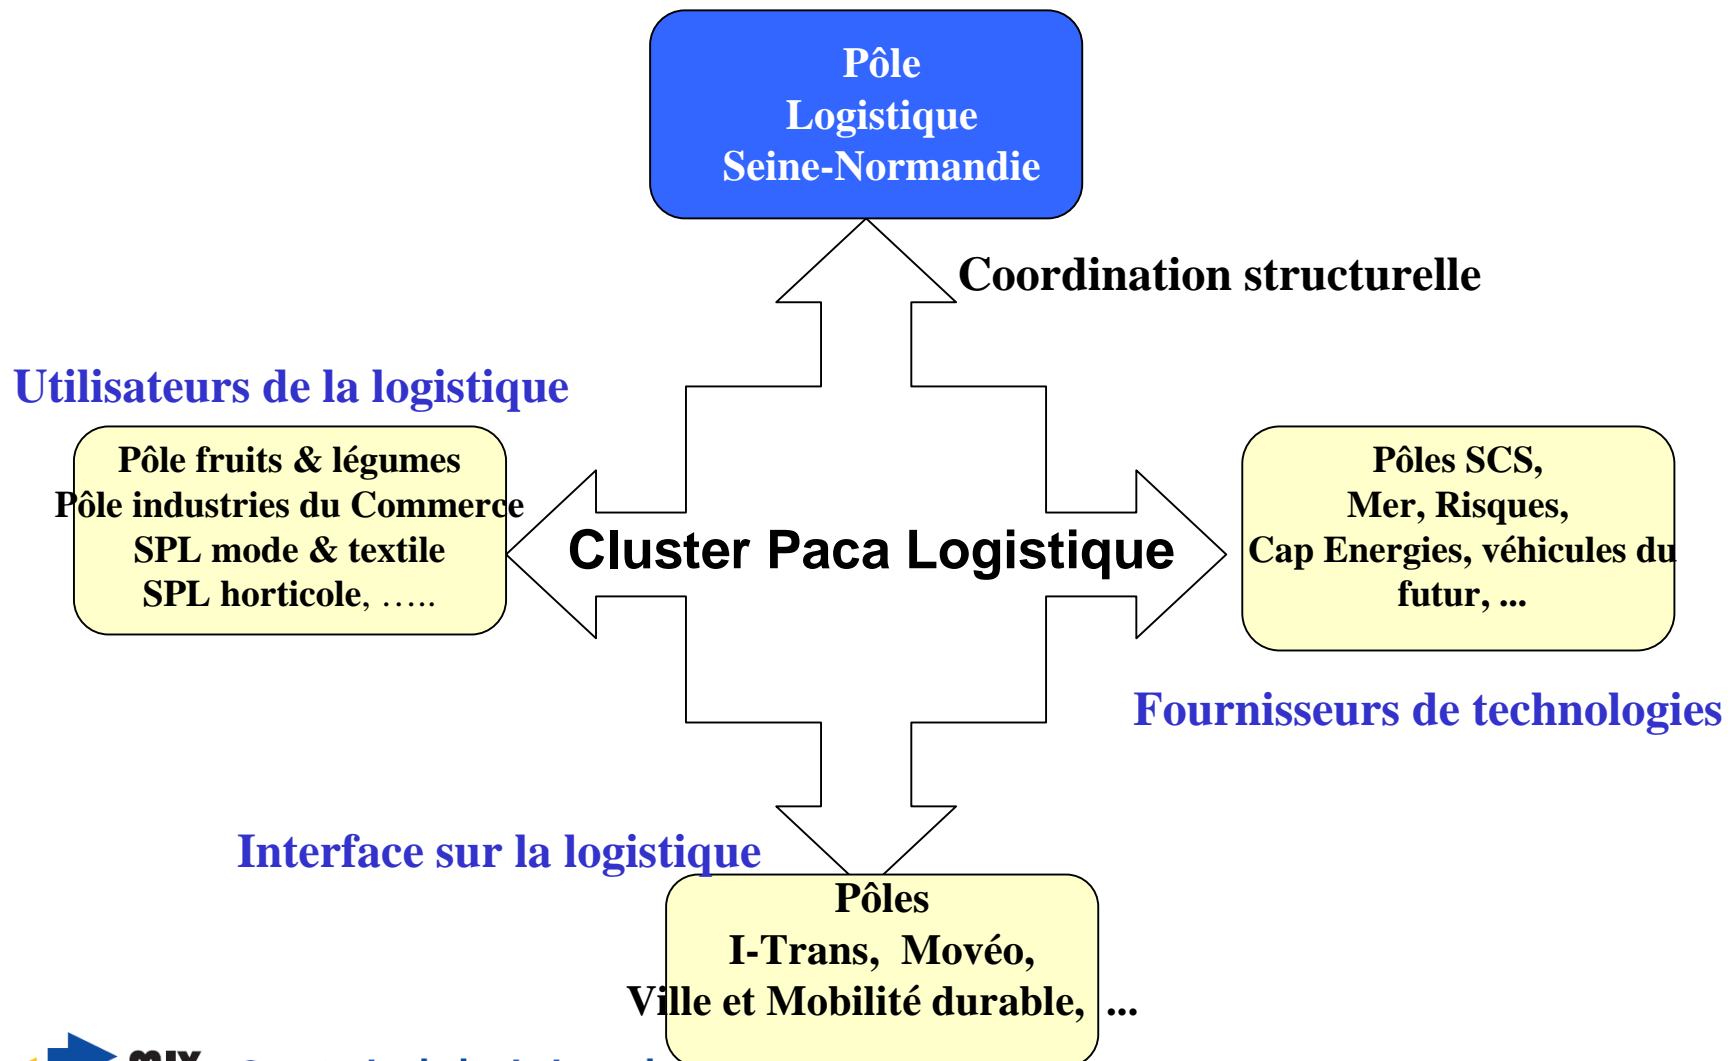 Pôle
Logistique
Seine-Normandie
Coordination structurelle
Utilisateurs de la logistique
Pôle fruits & légumes
Pôle industries du Commerce
SPL mode & textile
SPL horticole, …..
Cluster Paca Logistique
Pôles SCS,
Mer, Risques,
Cap Energies, véhicules du
futur, ...
Fournisseurs de technologies
Interface sur la logistique
Pôles
I-Trans, Movéo,
Ville et Mobilité durable, ...